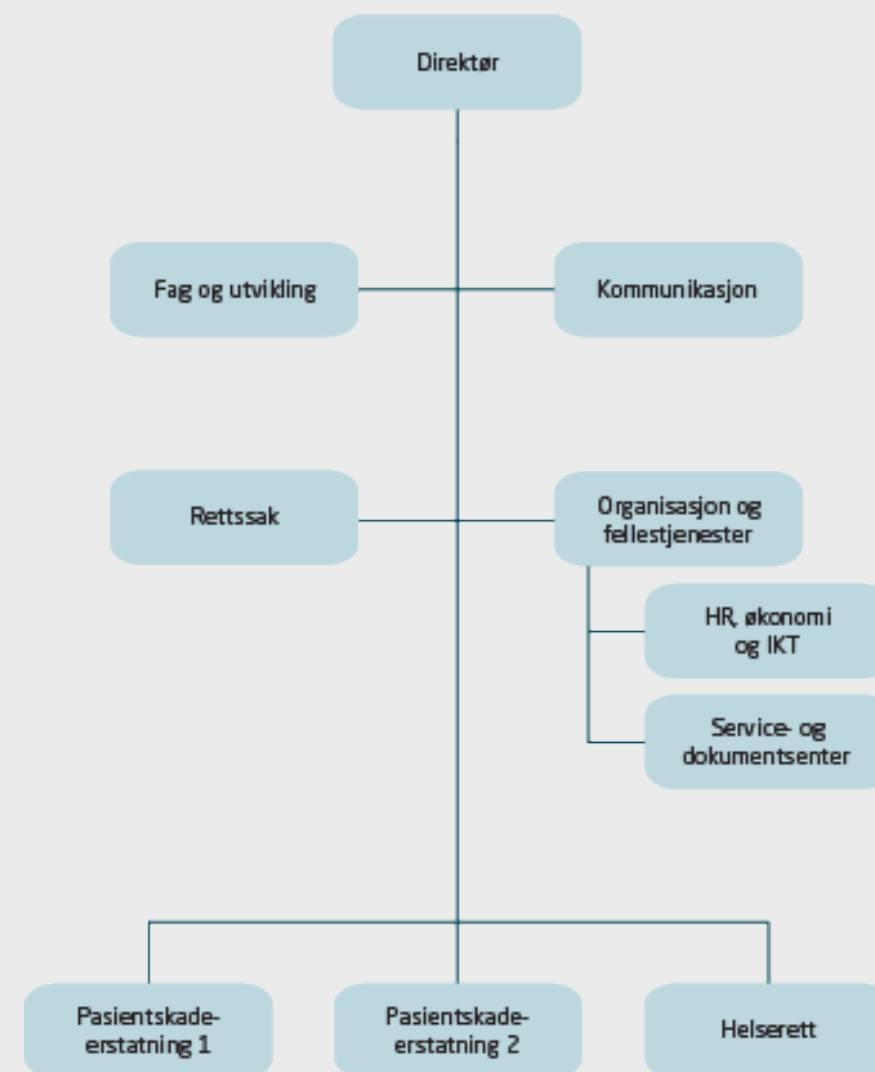 Direktør
Fag og utvikling
Kommunikasjon
Rettssak
Organisasjon og
fellestjenester
HR, økonomi
og IKT
Service- og
dokumentsenter
Pasientskade-
erstatning 1
Pasientskade-
erstatning 2
Helserett